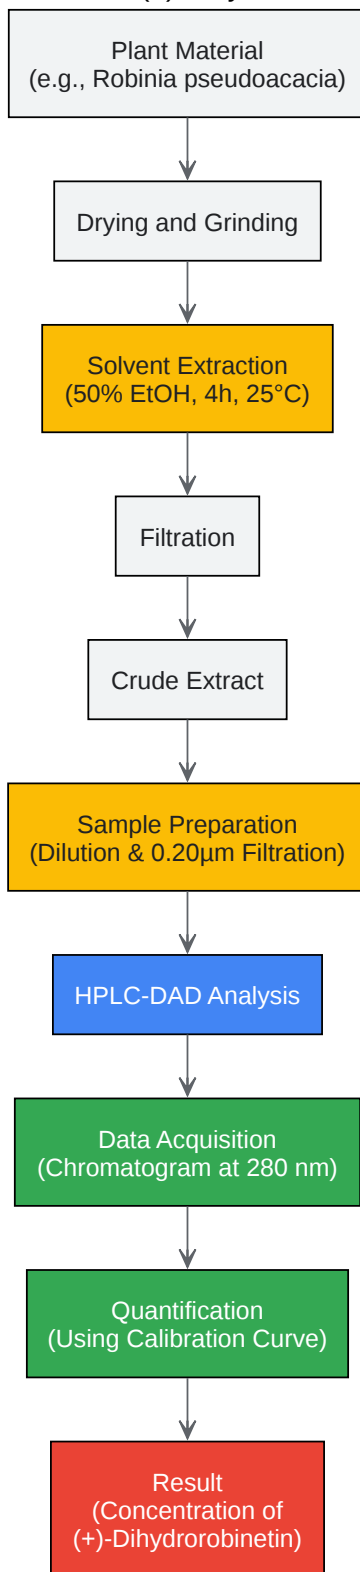 Plant Material
(e.g., Robinia pseudoacacia)
Drying and Grinding
Solvent Extraction
(50% EtOH, 4h, 25°C)
Filtration
Crude Extract
Sample Preparation
(Dilution & 0.20µm Filtration)
HPLC-DAD Analysis
Data Acquisition
(Chromatogram at 280 nm)
Quantification
(Using Calibration Curve)
Result
(Concentration of
(+)-Dihydrorobinetin)